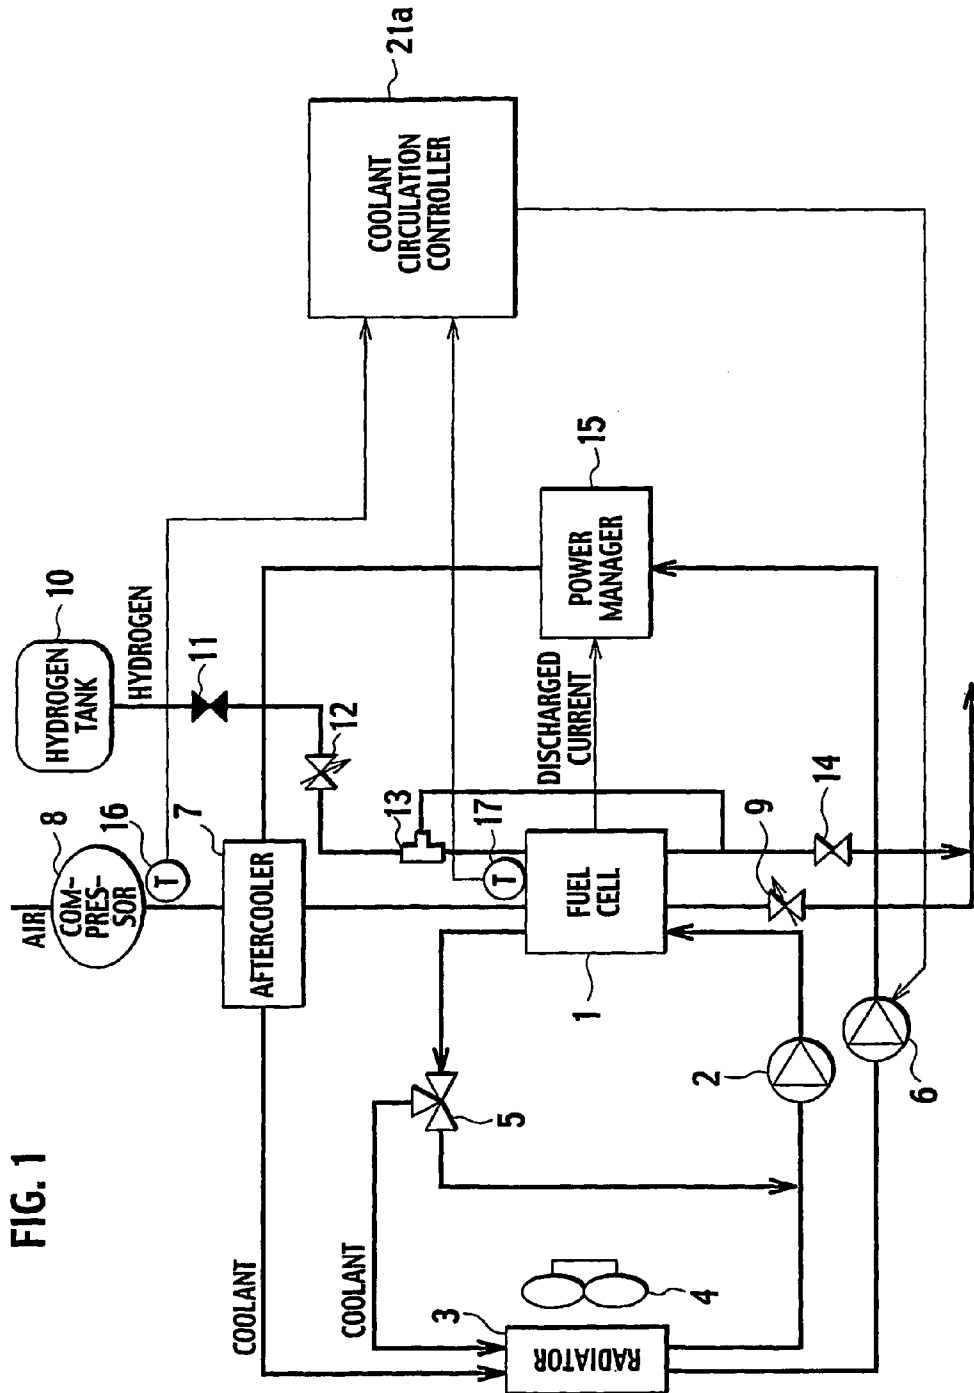 FIG. 1
AIR
8
COM-
PRES-
SOR
16
T
7
AFTERCOOLER
10
HYDROGEN
TANK
HYDROGEN
11
12
13
17
T
21a
COOLANT
CIRCULATION
CONTROLLER
15
POWER
MANAGER
DISCHARGED
CURRENT
FUEL
CELL
1
9
14
COOLANT
COOLANT
5
2
6
3
RADIATOR
4